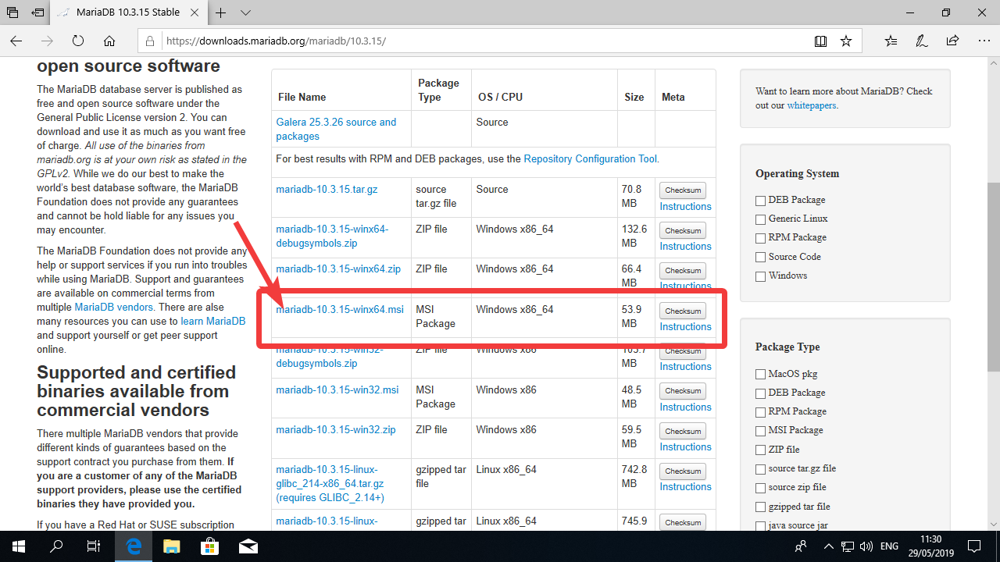 MariaDB 10.3.15 Stable
https://downloads.mariadb.org/mariadb/10.3.15/
open source software
The MariaDB database server is published as
free and open source software under the
General Public License version 2. You can
download and use it as much as you want free
of charge. All use of the binaries from
mariadb.org is at your own risk as stated in the
GPLv2. While we do our best to make the
world's best database software, the MariaDB
Foundation does not provide any guarantees
and cannot be hold liable for any issues you
may encounter.
The MariaDB Foundation does not provide any
help or support services if you run into troubles
while using MariaDB. Support and guarantees
are available on commercial terms from
multiple MariaDB vendors. There are alse
many resources you can use to learn MariaDB
and support yourself or get peer support
online.
Supported and certified
binaries available from
commercial vendors
There multiple MariaDB vendors that provide
different kinds of guarantees based on the
support contract you purchase from them. If
you are a customer of any of the MariaDB
support providers, please use the certified
binaries they have provided you.
If you have a Red Hat or SUSE subscription
File Name
Package
Type
OS / CPU
Size
Meta
Galera 25.3.26 source and
packages
Source
For best results with RPM and DEB packages, use the Repository Configuration Tool.
mariadb-10.3.15.tar.gz
source
tar.gz file
Source
70.8
MB
Checksum
Instructions
mariadb-10.3.15-winx64-
debugsymbols.zip
ZIP file
Windows x86_64
132.6
MB
Checksum
Instructions
mariadb-10.3.15-winx64.zip
ZIP file
Windows x86_64
66.4
MB
Checksum
Instructions
mariadb-10.3.15-winx64.msi
MSI
Package
Windows x86_64
53.9
MB
Checksum
Instructions
mariadb-10.3.15-win32-
debugsymbols.zip
ZIP file
Windows x86
105.7
MB
Checksum
Instructions
mariadb-10.3.15-win32.msi
MSI
Package
Windows x86
48.5
MB
Checksum
Instructions
mariadb-10.3.15-win32.zip
ZIP file
Windows x86
59.5
MB
Checksum
Instructions
mariadb-10.3.15-linux-
glibc_214-x86_64.tar.gz
(requires GLIBC_2.14+)
gzipped tar
file
Linux x86_64
742.8
MB
Checksum
Instructions
mariadb-10.3.15-linux-
gzipped tar
Linux x86_64
745.9
Checksum
Want to learn more about MariaDB? Check
out our whitepapers.
Operating System
DEB Package
Generic Linux
RPM Package
Source Code
Windows
Package Type
MacOS pkg
DEB Package
RPM Package
MSI Package
ZIP file
source tar.gz file
source zip file
gzipped tar file
java source jar
ENG
11:30
29/05/2019